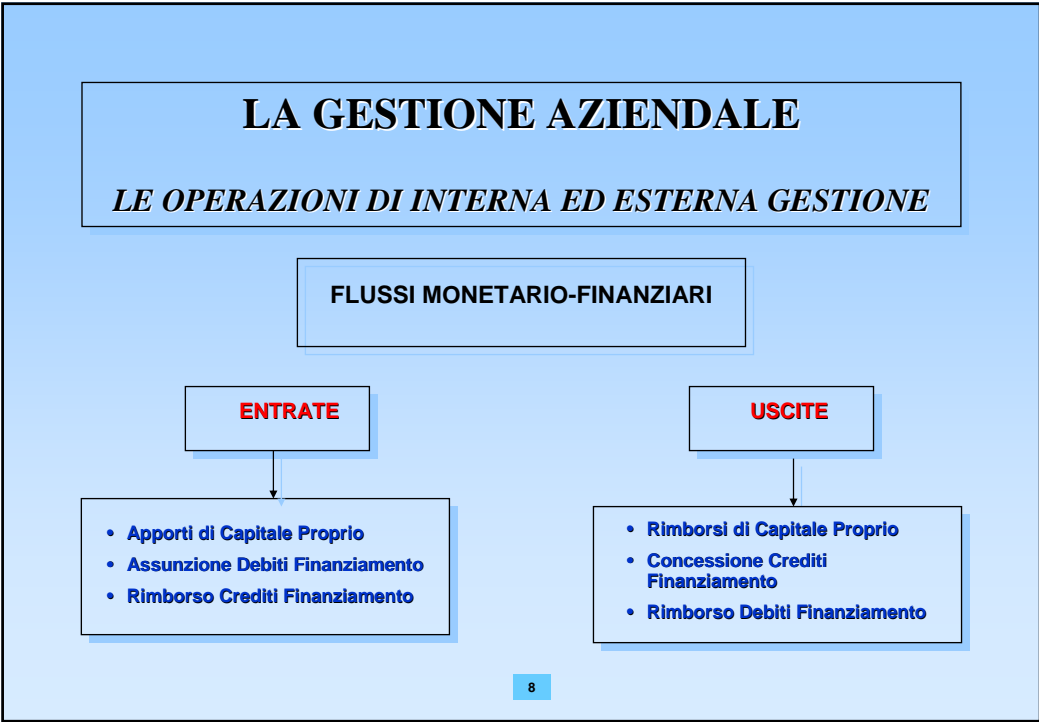 LA GESTIONE AZIENDALE
LE OPERAZIONI DI INTERNA ED ESTERNA GESTIONE
FLUSSI MONETARIO-FINANZIARI
ENTRATE
• Apporti di Capitale Proprio
• Assunzione Debiti Finanziamento
• Rimborso Crediti Finanziamento
USCITE
• Rimborsi di Capitale Proprio
• Concessione Crediti
Finanziamento
• Rimborso Debiti Finanziamento
8